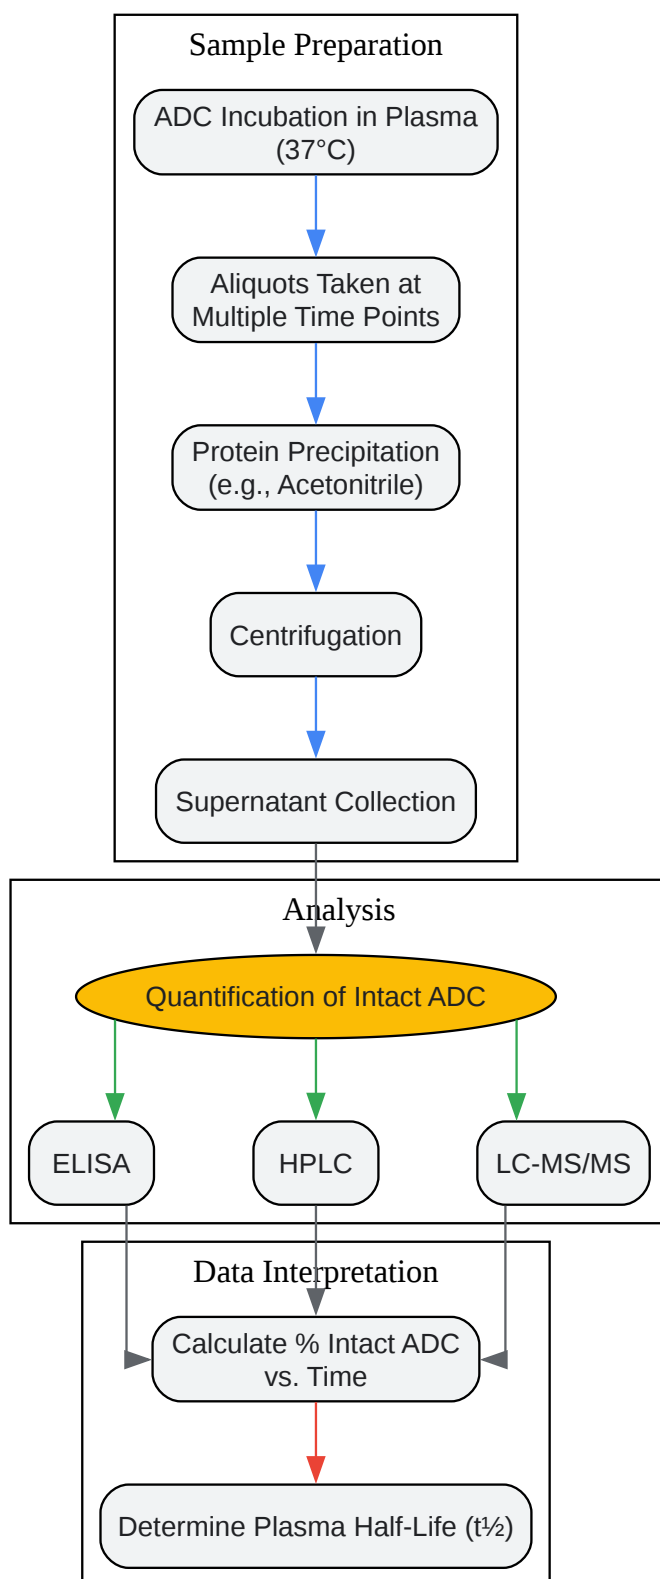 Sample Preparation
ADC Incubation in Plasma
(37°C)
Aliquots Taken at
Multiple Time Points
Protein Precipitation
(e.g., Acetonitrile)
Centrifugation
Supernatant Collection
Analysis
Quantification of Intact ADC
ELISA
HPLC
LC-MS/MS
Data Interpretation
Calculate % Intact ADC
vs. Time
Determine Plasma Half-Life (t½)